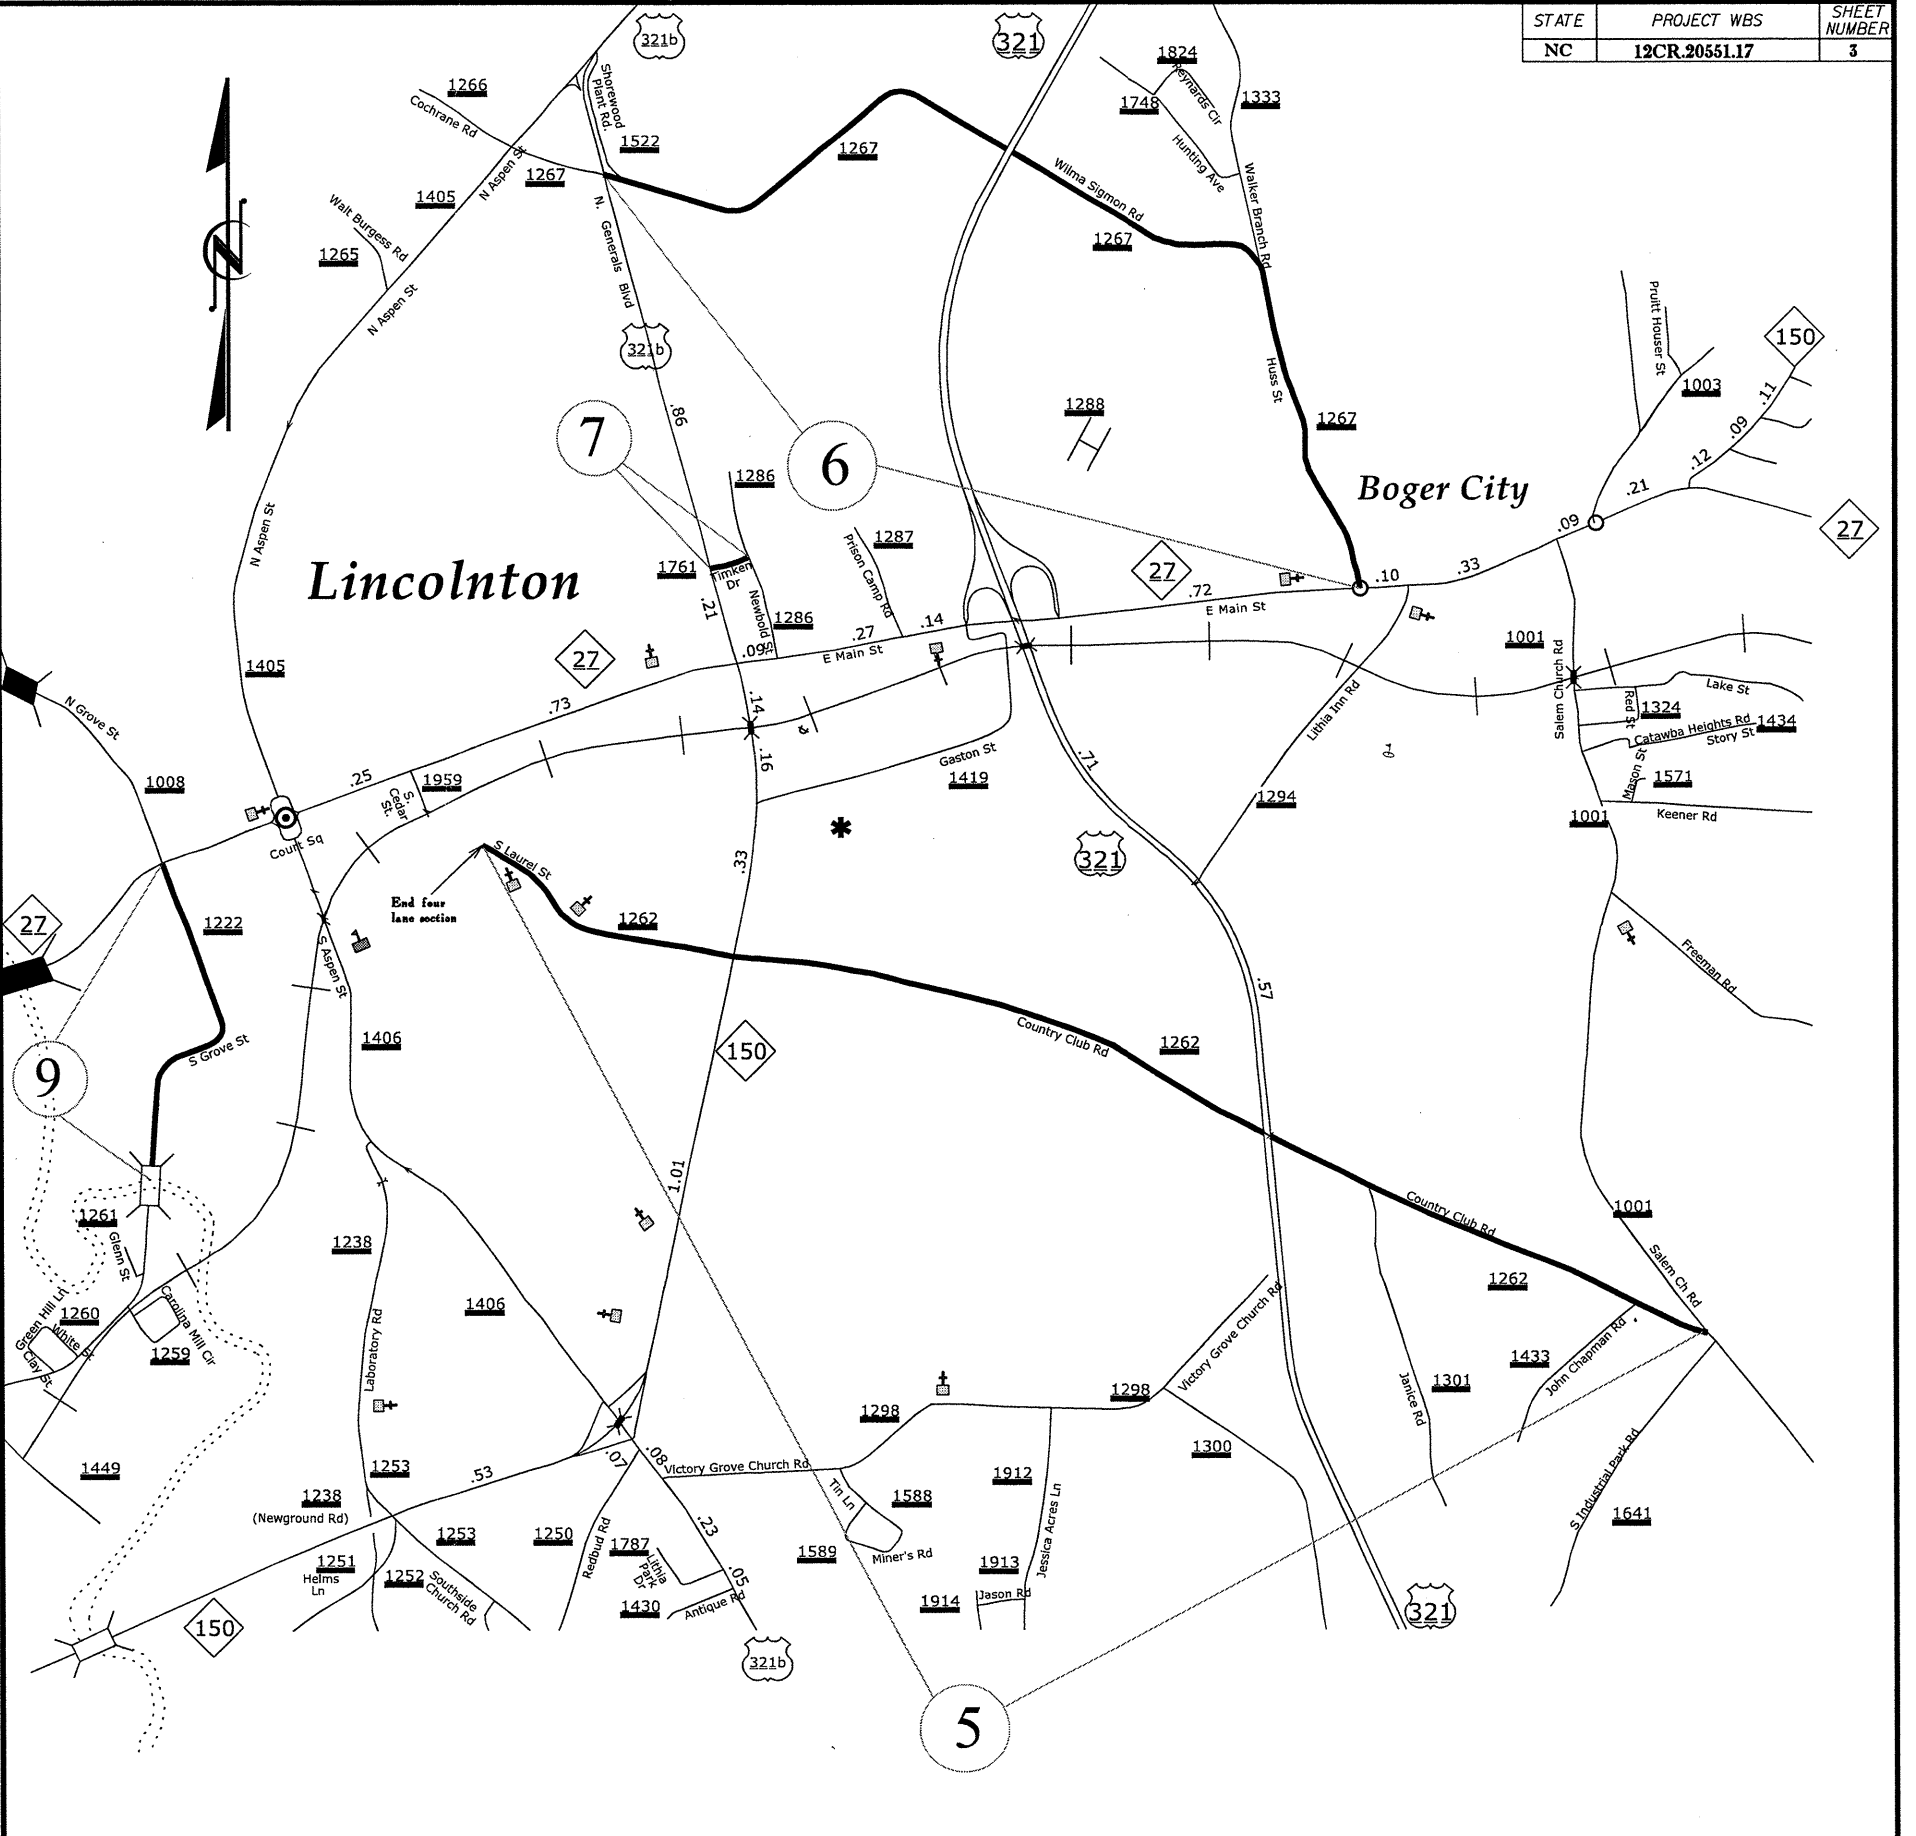 STATE PROJECT WBS SHEET NUMBER
NC 12CR.20551.17 3
321b
321
1824
Reynards Cir
1266
Cochrane Rd
Shorewood Plant Rd.
1748
1333
Hunting Ave
1522
1267
N Aspen St
1267
Wilma Sigmon Rd
Walker Branch Rd
1405
Walt Burgess Rd
1265
N. Generals Blvd
1267
N Aspen St
Pruitt Houser St
150
321b
Huss St
1003
.11
.86
1288
1267
.09
7
6
.12
1286
Boger City
.21
27
N Aspen St
1287
Prison Camp Rd
.09
Lincolnton
1761
Timken Dr
27
.10
.33
.72
E Main St
.21
Newbold St
1286
.14
.27
E Main St
.09
1001
Salem Church Rd
27
1405
.14
.73
N Grove St
Lithia Inn Rd
Lake St
Red St
1324
Catawba Heights Rd
1434
Story St
.16
Gaston St
1419
.71
1008
.25
1959
S. Cedar St.
Mason St
1571
1294
Keener Rd
1001
Court Sq
*
S Laurel St
.33
321
End four
lane section
27
1222
1262
S Aspen St
Freeman Rd
.57
1406
S Grove St
150
Country Club Rd
1262
9
1.01
Country Club Rd
1001
1261
Glenn St
1238
Salem Ch Rd
1262
Green Hill Ln
1260
White St
Clay St
Carolina Mill Cir
1259
1406
Laboratory Rd
Victory Grove Church Rd
1433
John Chapman Rd
1298
1298
Janice Rd
1301
1449
1253
.53
.07
.08
Victory Grove Church Rd
1300
S Industrial Park Rd
1912
Tin Ln
1588
1238
(Newground Rd)
1253
1250
Redbud Rd
.23
1787
Lithia Park Dr
1589
Miner's Rd
Jessica Acres Ln
1641
1251
Helms Ln
1252
Southside Church Rd
.05
1913
Jason Rd
1914
1430
Antique Rd
321
150
321b
5